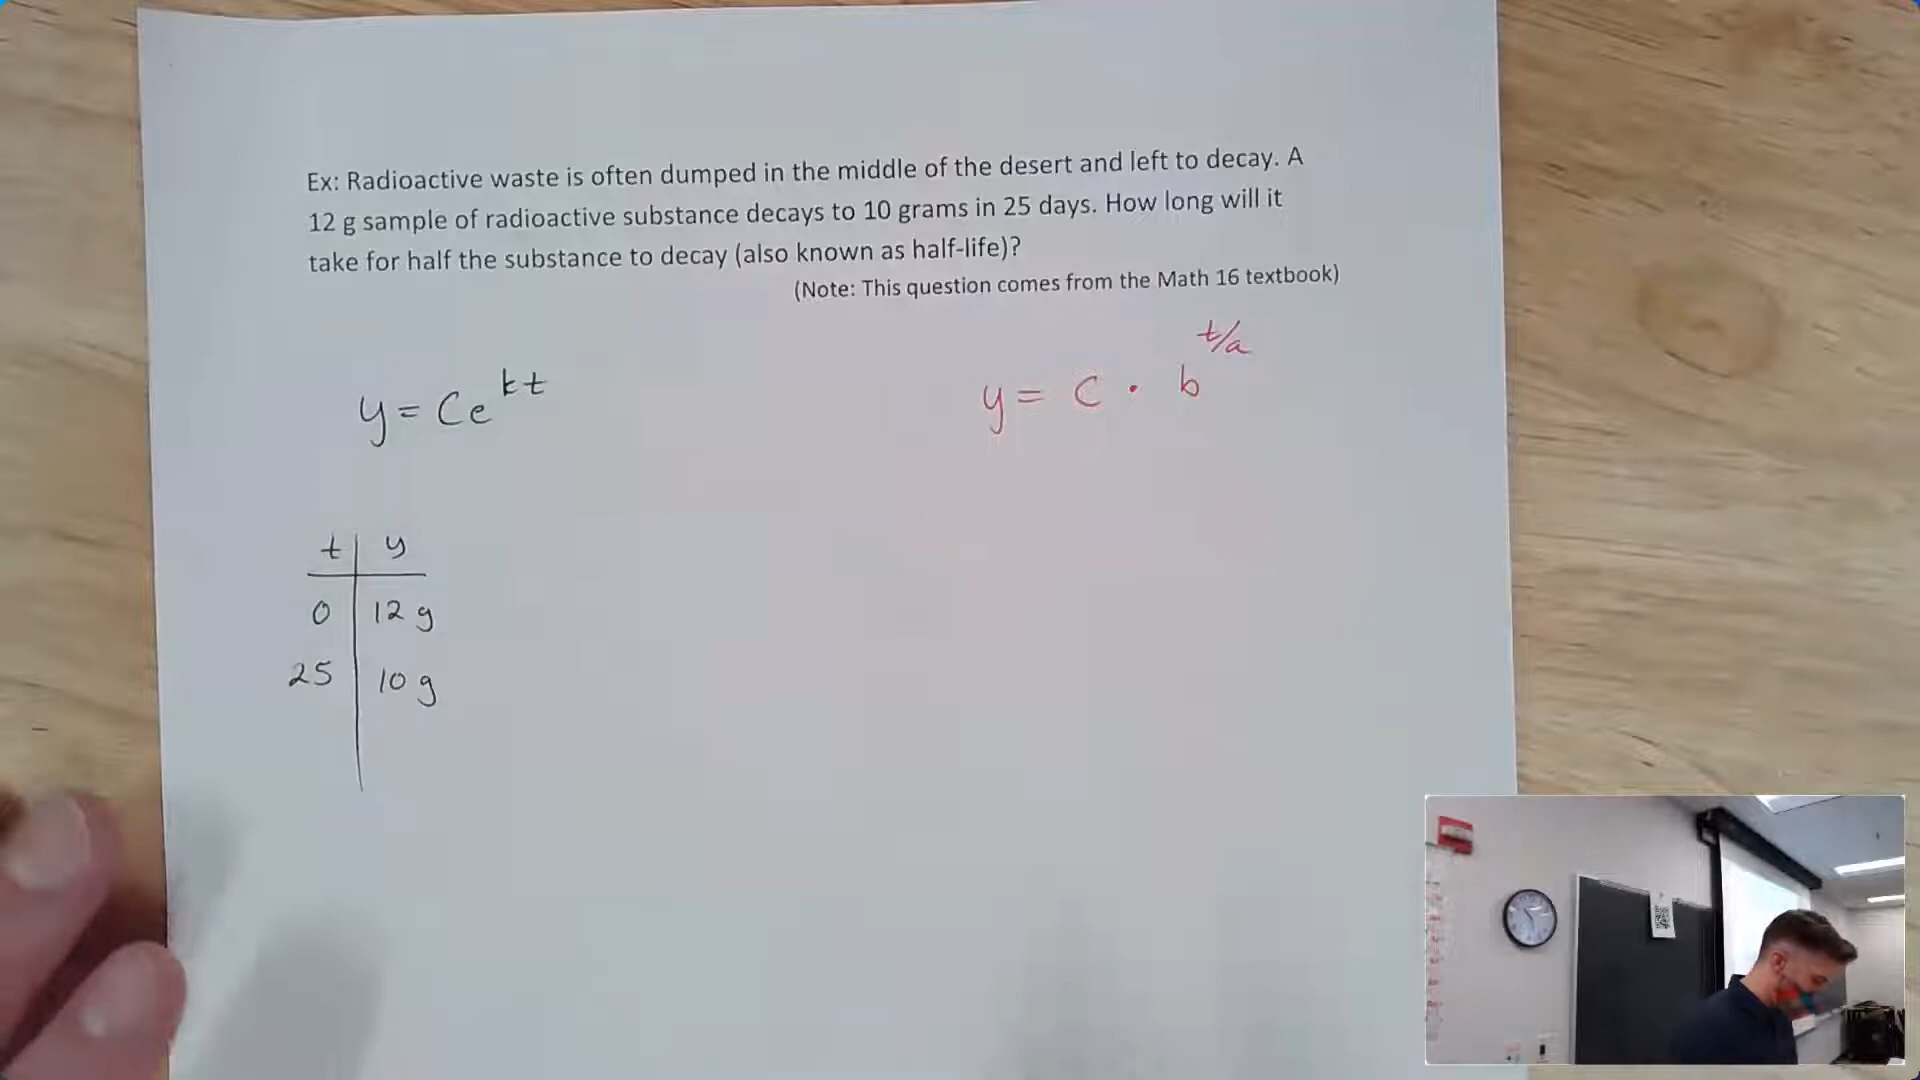 Ex: Radioactive waste is often dumped in the middle of the desert and left to decay. A
12 g sample of radioactive substance decays to 10 grams in 25 days. How long will it
take for half the substance to decay (also known as half-life)?
(Note: This question comes from the Math 16 textbook)
y = Ce^kt
y = C · b^t/a
t | y
0 | 12 g
25 | 10 g